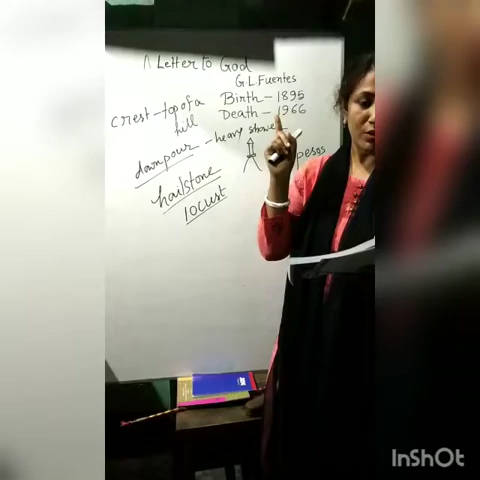 A Letter to God
G.L.Fuentes
Birth - 1895
Death - 1966
crest - top of a
hill
downpour - heavy shower
pesos
hailstone
locust
InShOt